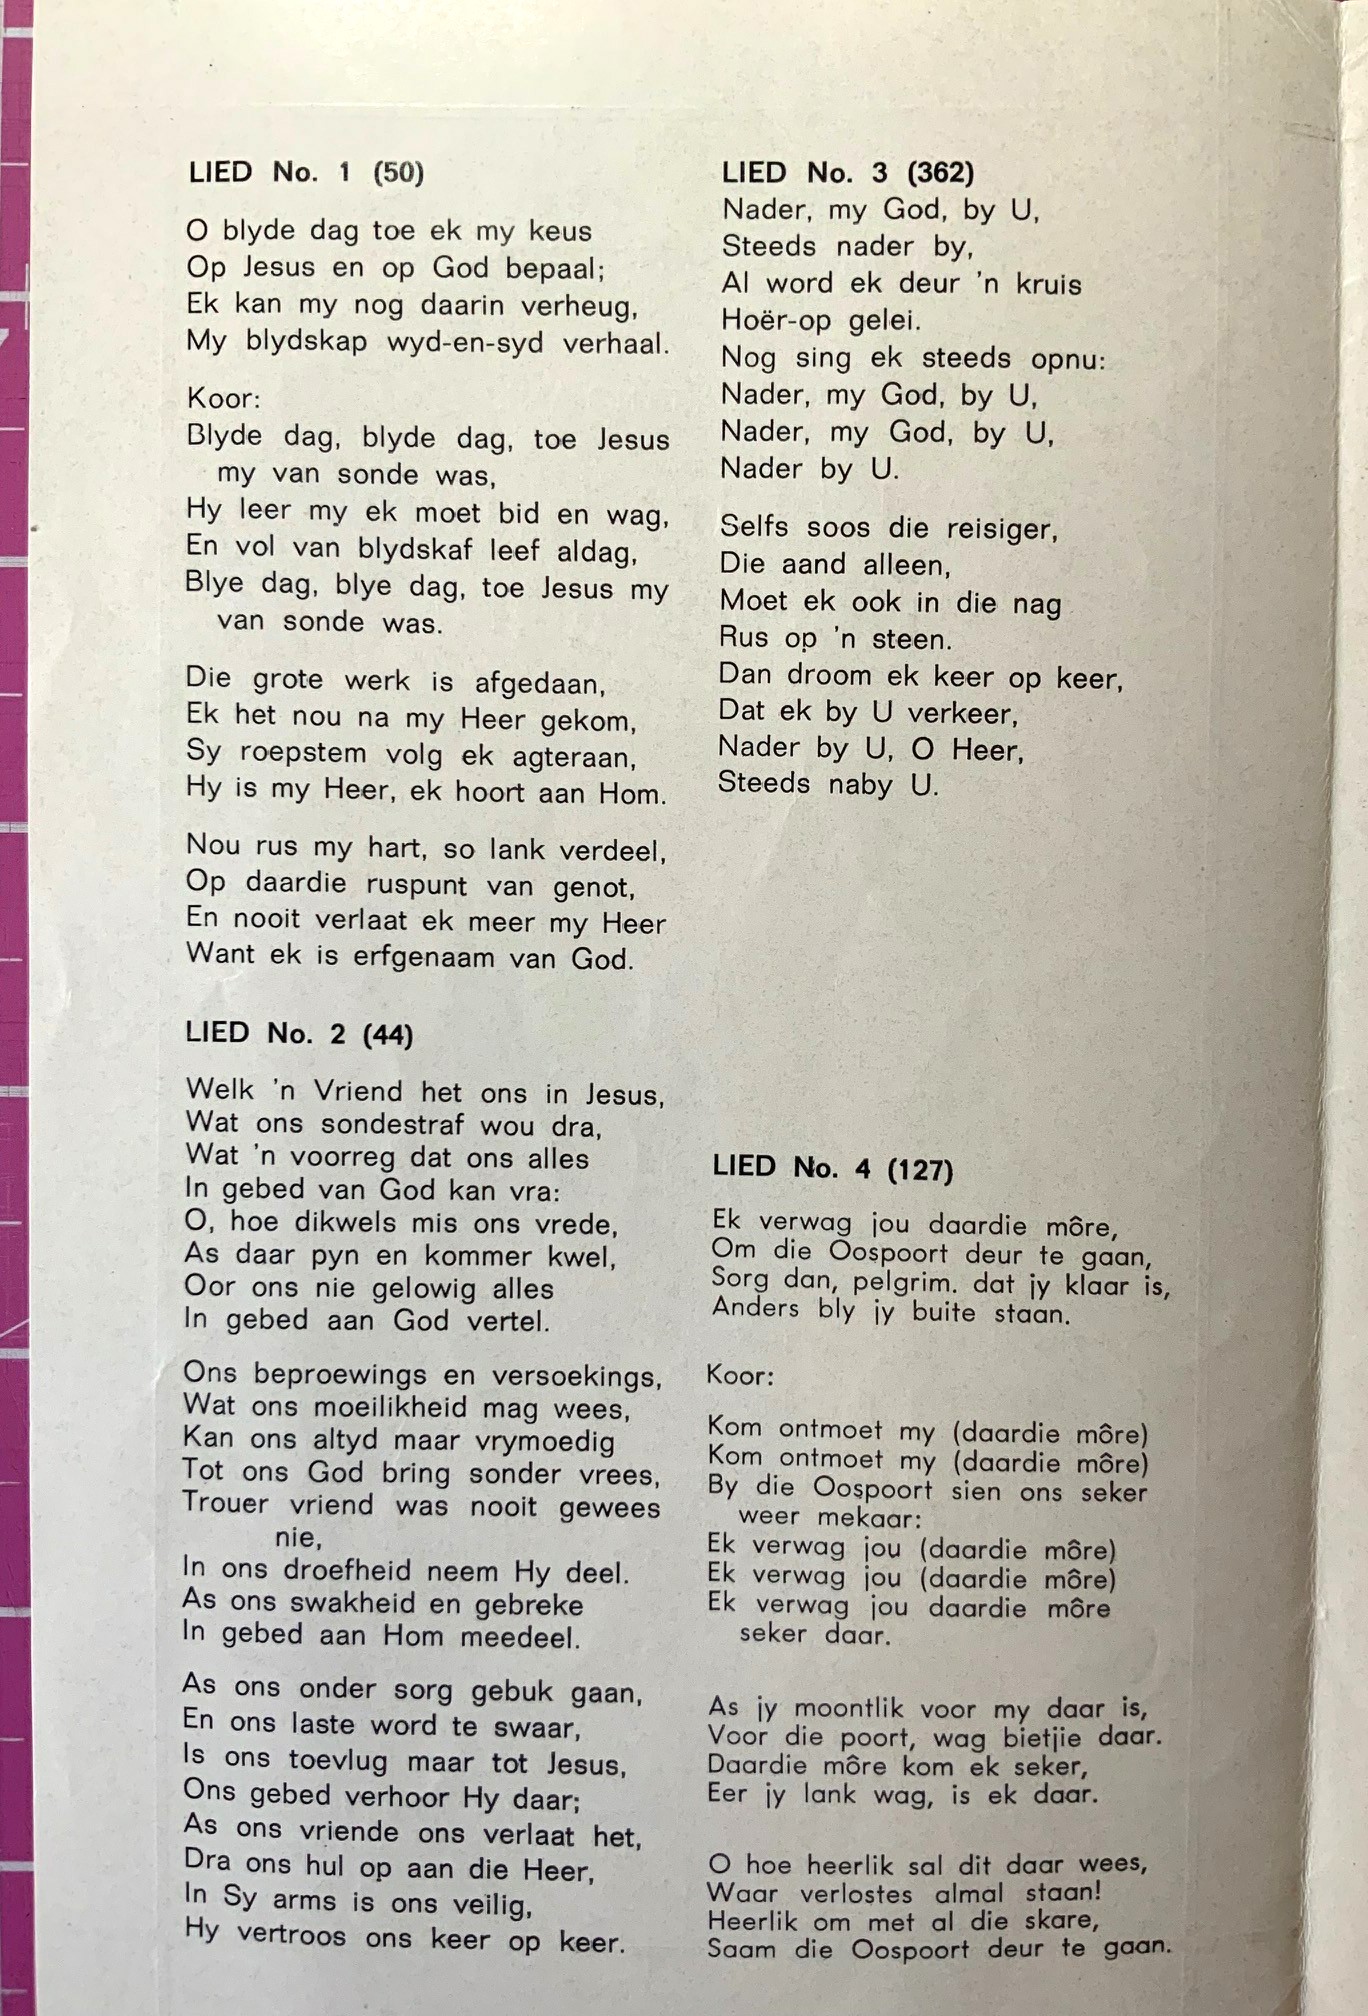 LIED No. 1 (50)
O blyde dag toe ek my keus
Op Jesus en op God bepaal;
Ek kan my nog daarin verheug,
My blydskap wyd-en-syd verhaal.
Koor:
Blyde dag, blyde dag, toe Jesus
my van sonde was,
Hy leer my ek moet bid en wag,
En vol van blydskaf leef aldag,
Blye dag, blye dag, toe Jesus my
van sonde was.
Die grote werk is afgedaan,
Ek het nou na my Heer gekom,
Sy roepstem volg ek agteraan,
Hy is my Heer, ek hoort aan Hom.
Nou rus my hart, so lank verdeel,
Op daardie ruspunt van genot,
En nooit verlaat ek meer my Heer
Want ek is erfgenaam van God.
LIED No. 2 (44)
Welk 'n Vriend het ons in Jesus,
Wat ons sondestraf wou dra,
Wat 'n voorreg dat ons alles
In gebed van God kan vra:
O, hoe dikwels mis ons vrede,
As daar pyn en kommer kwel,
Oor ons nie gelowig alles
In gebed aan God vertel.
Ons beproewings en versoekings,
Wat ons moeilikheid mag wees,
Kan ons altyd maar vrymoedig
Tot ons God bring sonder vrees,
Trouer vriend was nooit gewees
nie,
In ons droefheid neem Hy deel.
As ons swakheid en gebreke
In gebed aan Hom meedeel.
As ons onder sorg gebuk gaan,
En ons laste word te swaar,
Is ons toevlug maar tot Jesus,
Ons gebed verhoor Hy daar;
As ons vriende ons verlaat het,
Dra ons hul op aan die Heer,
In Sy arms is ons veilig,
Hy vertroos ons keer op keer.
LIED No. 3 (362)
Nader, my God, by U,
Steeds nader by,
Al word ek deur 'n kruis
Hoër-op gelei.
Nog sing ek steeds opnu:
Nader, my God, by U,
Nader, my God, by U,
Nader by U.
Selfs soos die reisiger,
Die aand alleen,
Moet ek ook in die nag
Rus op 'n steen.
Dan droom ek keer op keer,
Dat ek by U verkeer,
Nader by U, O Heer,
Steeds naby U.
LIED No. 4 (127)
Ek verwag jou daardie môre,
Om die Oospoort deur te gaan,
Sorg dan, pelgrim. dat jy klaar is,
Anders bly jy buite staan.
Koor:
Kom ontmoet my (daardie môre)
Kom ontmoet my (daardie môre)
By die Oospoort sien ons seker
weer mekaar:
Ek verwag jou (daardie môre)
Ek verwag jou (daardie môre)
Ek verwag jou daardie môre
seker daar.
As jy moontlik voor my daar is,
Voor die poort, wag bietjie daar.
Daardie môre kom ek seker,
Eer jy lank wag, is ek daar.
O hoe heerlik sal dit daar wees,
Waar verlostes almal staan!
Heerlik om met al die skare,
Saam die Oospoort deur te gaan.